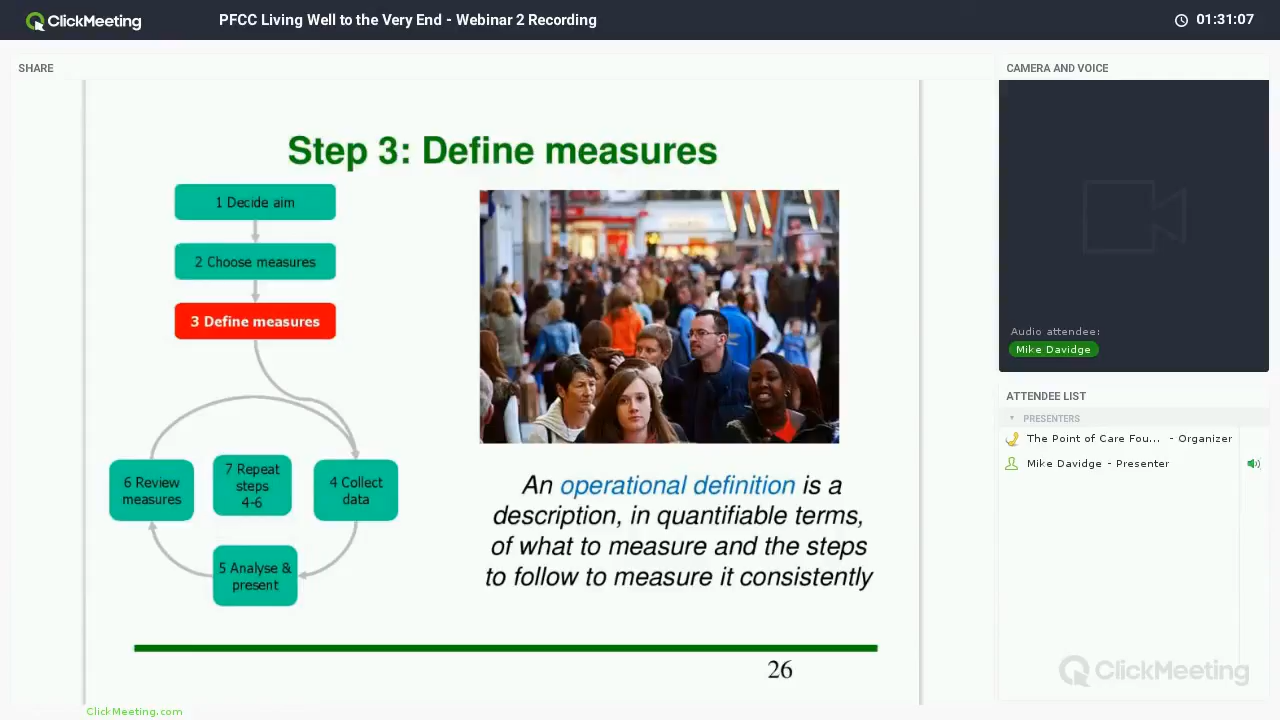 ClickMeeting
PFCC Living Well to the Very End - Webinar 2 Recording
01:31:07
SHARE
Step 3: Define measures
1 Decide aim
2 Choose measures
3 Define measures
6 Review
measures
7 Repeat
steps
4-6
4 Collect
data
5 Analyse &
present
An operational definition is a
description, in quantifiable terms,
of what to measure and the steps
to follow to measure it consistently
26
ClickMeeting.com
CAMERA AND VOICE
Audio attendee:
Mike Davidge
ATTENDEE LIST
PRESENTERS
The Point of Care Fou... - Organizer
Mike Davidge - Presenter
ClickMeeting